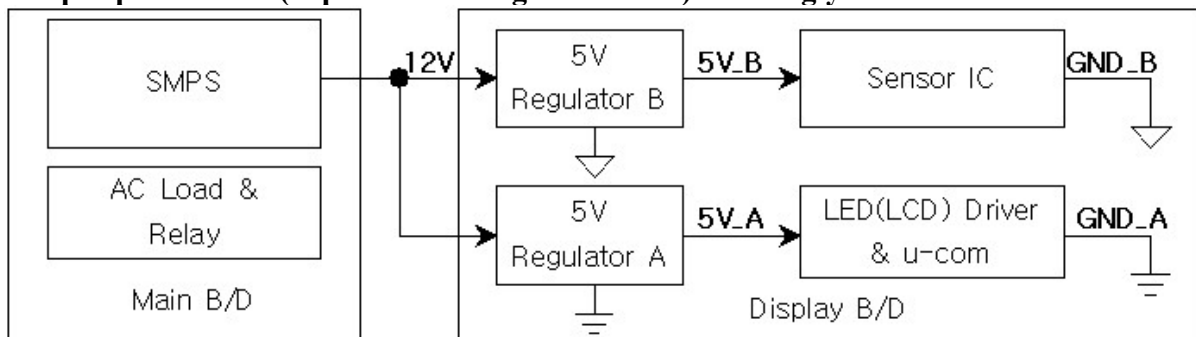 SMPS
AC Load &
Relay
Main B/D
12V
5V
Regulator B
5V_B
Sensor IC
GND_B
5V
Regulator A
5V_A
LED(LCD) Driver
& u-com
GND_A
Display B/D